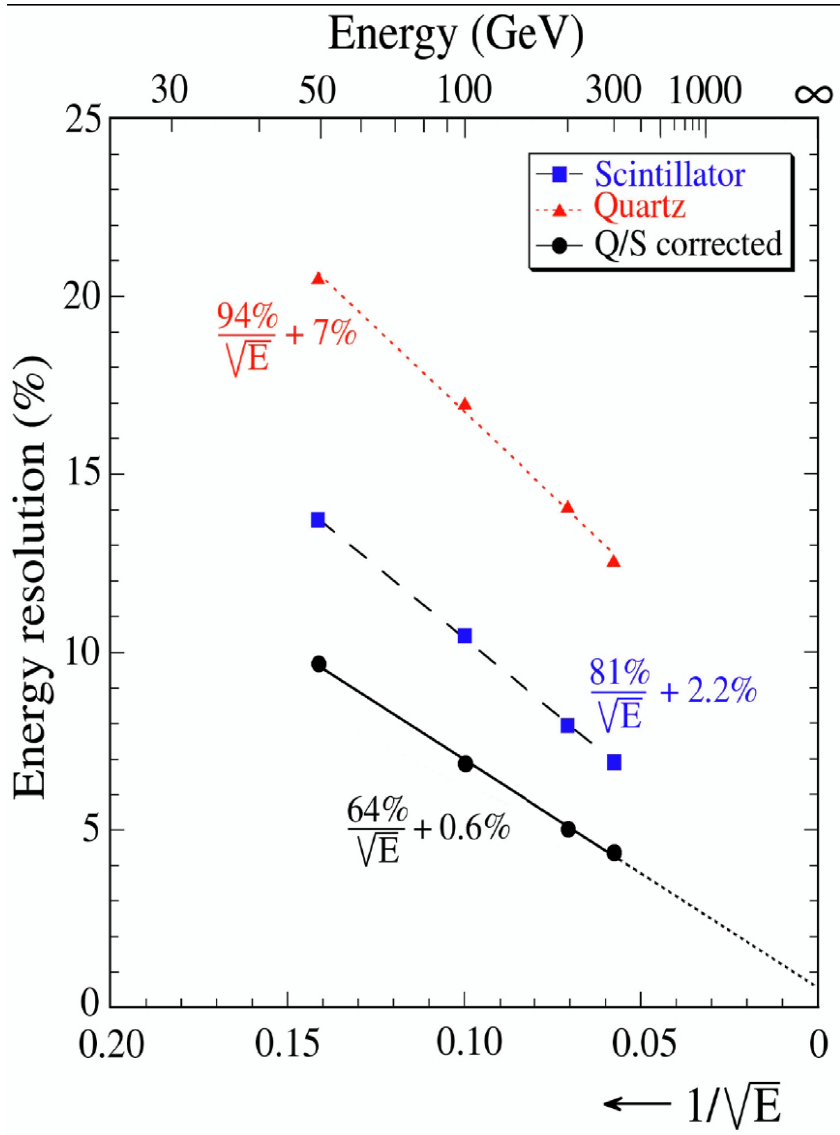 Energy (GeV)
30 50 100 300 1000 ∞
25
Scintillator
Quartz
Q/S corrected
20
94%/√E + 7%
15
10
81%/√E + 2.2%
64%/√E + 0.6%
5
0
Energy resolution (%)
0.20 0.15 0.10 0.05 0
← 1/√E